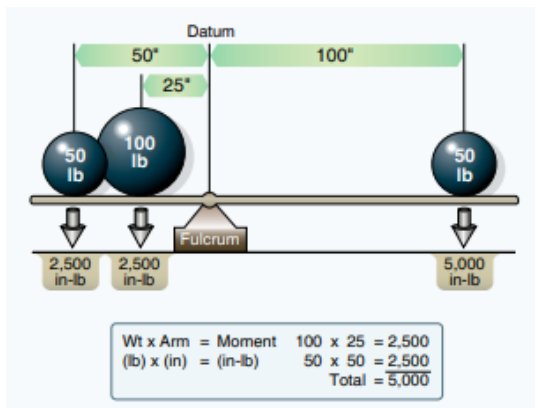 Datum
50"
100"
25"
50
lb
100
lb
50
lb
Fulcrum
2,500
in-lb
2,500
in-lb
5,000
in-lb
Wt x Arm = Moment 100 x 25 = 2,500
(lb) x (in) = (in-lb) 50 x 50 = 2,500
Total = 5,000